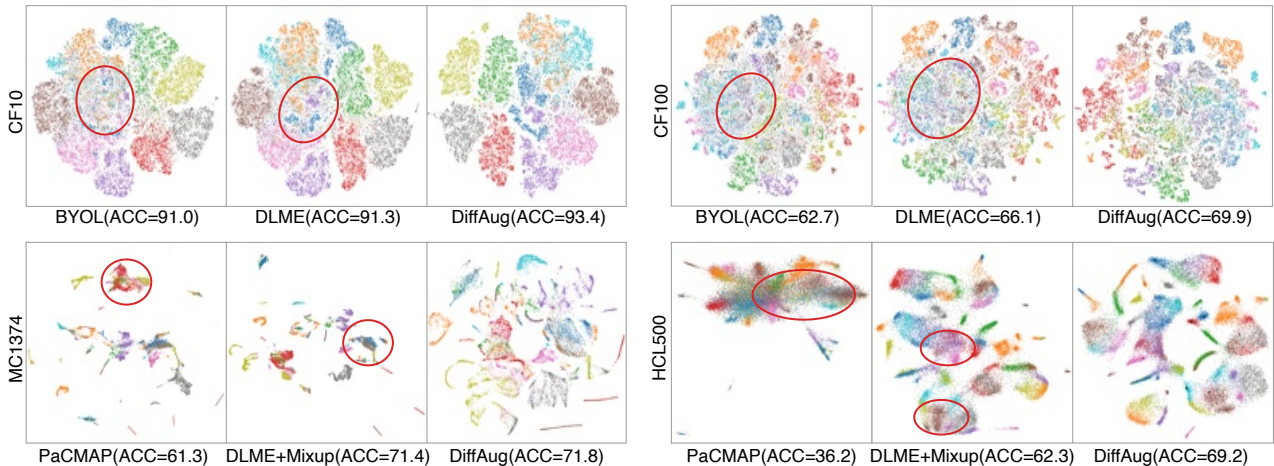 CF10
BYOL(ACC=91.0)
DLME(ACC=91.3)
DiffAug(ACC=93.4)
CF100
BYOL(ACC=62.7)
DLME(ACC=66.1)
DiffAug(ACC=69.9)
MC1374
PaCMAP(ACC=61.3)
DLME+Mixup(ACC=71.4)
DiffAug(ACC=71.8)
HCL500
PaCMAP(ACC=36.2)
DLME+Mixup(ACC=62.3)
DiffAug(ACC=69.2)